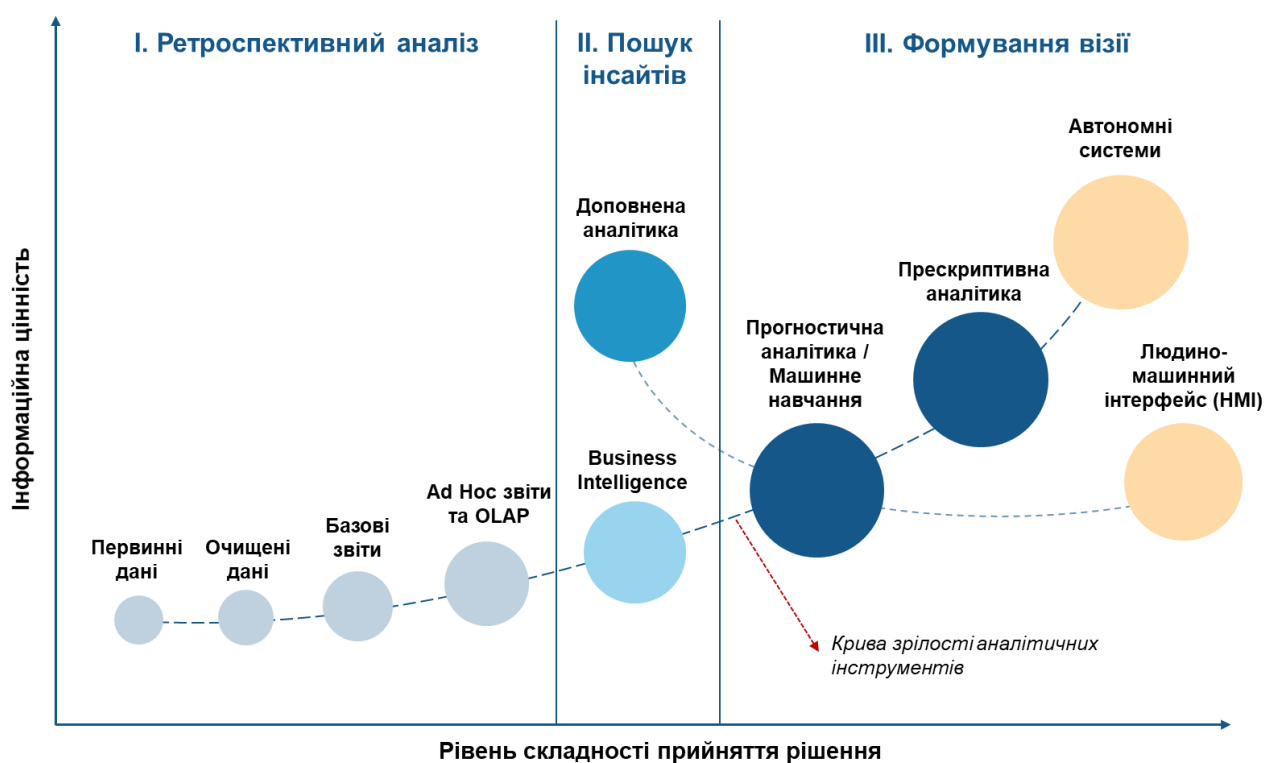 І. Ретроспективний аналіз
ІІ. Пошук
інсайтів
ІІІ. Формування візії
Автономні
системи
Доповнена
аналітика
Прескриптивна
аналітика
Прогностична
аналітика /
Машинне
навчання
Людино-
машинний
інтерфейс (HMI)
Business
Intelligence
Ad Hoc звіти
та OLAP
Базові
звіти
Первинні
дані
Очищені
дані
Крива зрілості аналітичних
інструментів
Інформаційна цінність
Рівень складності прийняття рішення